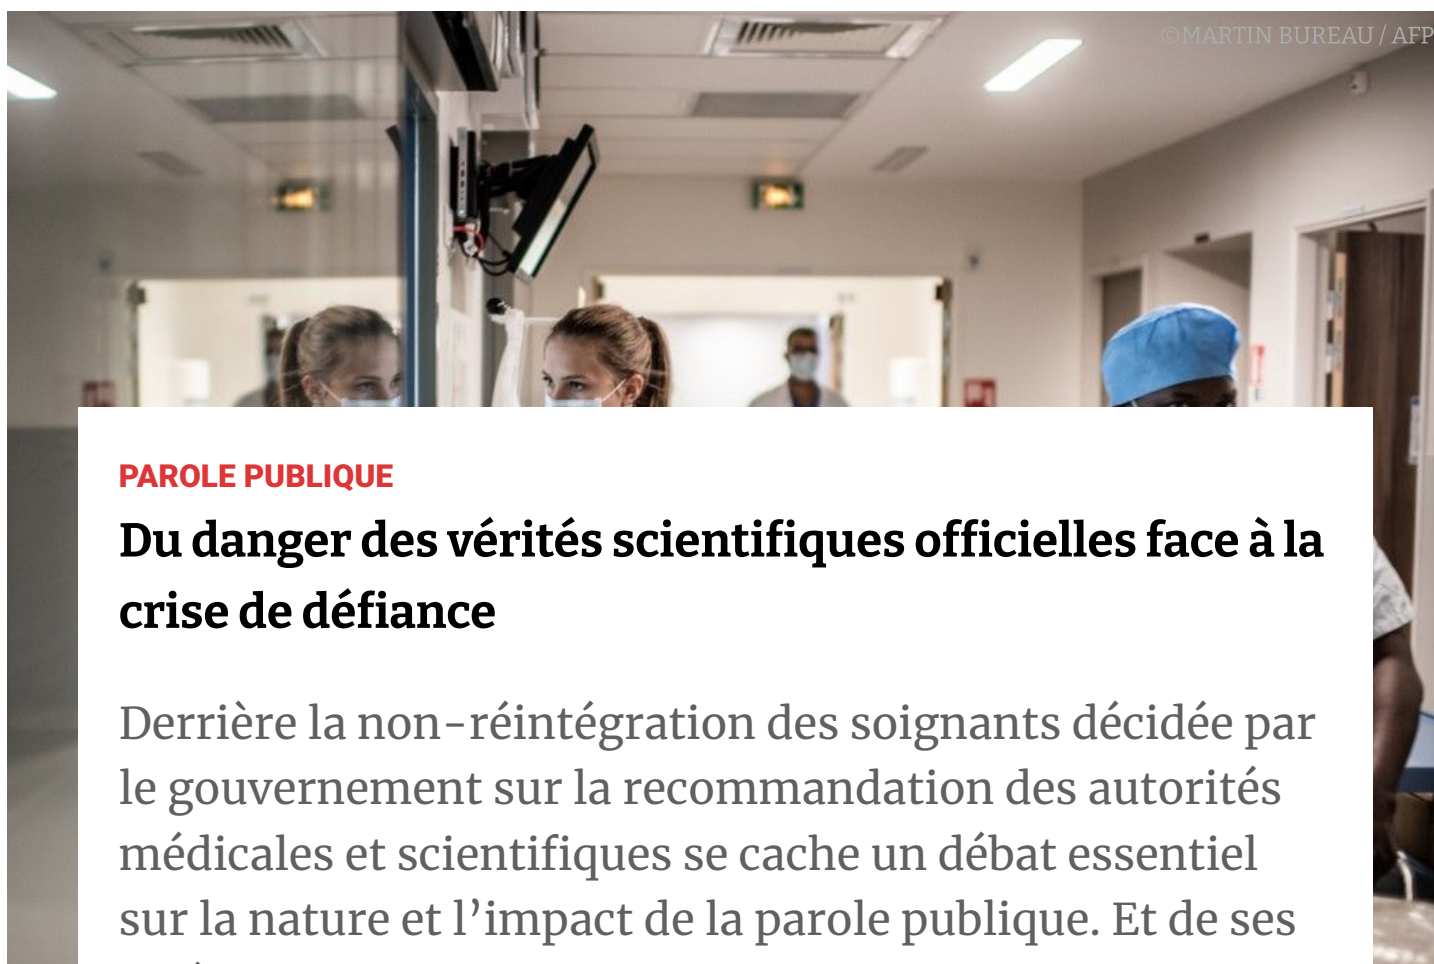 ©MARTIN BUREAU / AFP
PAROLE PUBLIQUE
Du danger des vérités scientifiques officielles face à la
crise de défiance
Derrière la non-réintégration des soignants décidée par
le gouvernement sur la recommandation des autorités
médicales et scientifiques se cache un débat essentiel
sur la nature et l’impact de la parole publique. Et de ses